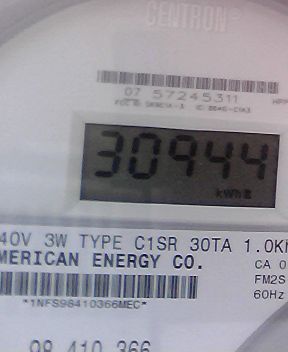 CENTRON®
07 57245311
30944
kWh
40V 3W TYPE C1SR 30TA 1.0K
MERICAN ENERGY CO.
CA 0
FM2S
60Hz
*1NFS98410366MEC*
98 410 366